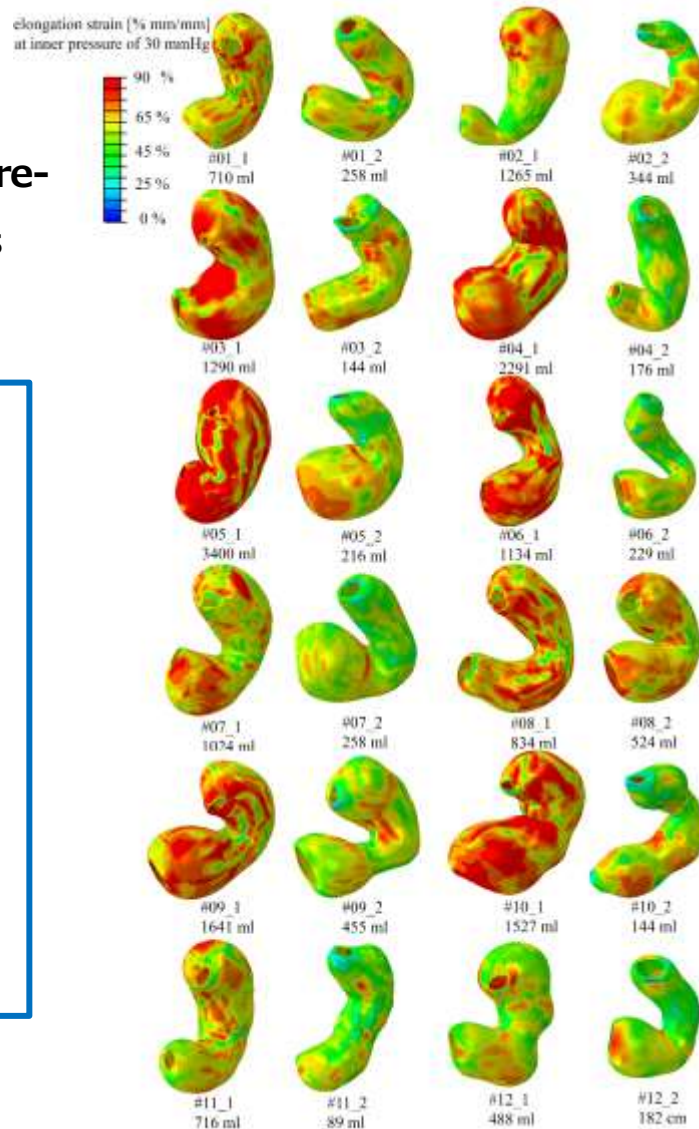 elongation strain [% mm/mm]
at inner pressure of 30 mmHg
90 %
65 %
45 %
25 %
0 %
re-
s
#01_1
710 ml
#01_2
258 ml
#02_1
1265 ml
#02_2
344 ml
#03_1
1290 ml
#03_2
144 ml
#04_1
2291 ml
#04_2
176 ml
#05_1
3400 ml
#05_2
216 ml
#06_1
1134 ml
#06_2
229 ml
#07_1
1024 ml
#07_2
258 ml
#08_1
834 ml
#08_2
524 ml
#09_1
1641 ml
#09_2
455 ml
#10_1
1527 ml
#10_2
144 ml
#11_1
716 ml
#11_2
89 ml
#12_1
488 ml
#12_2
182 cm